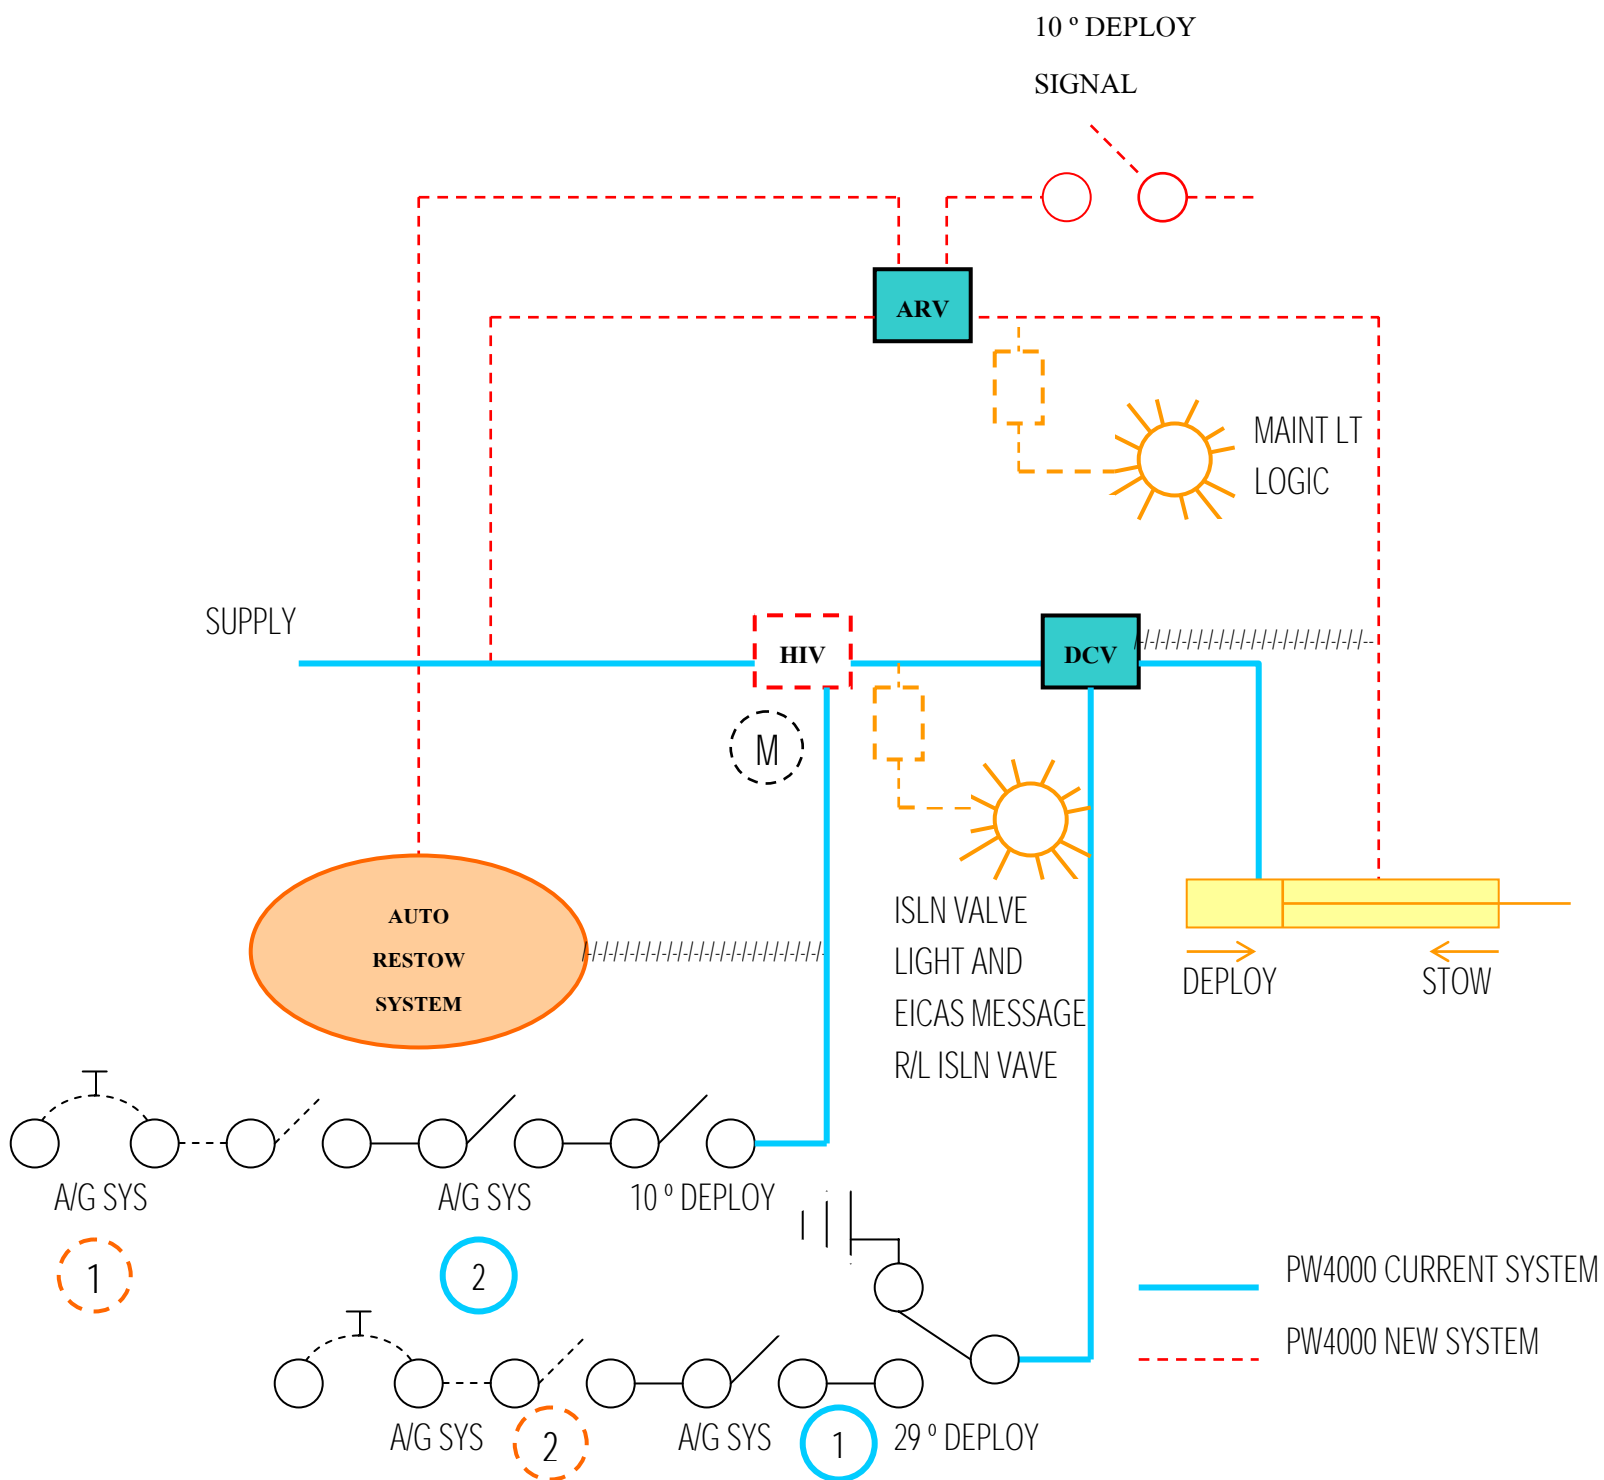 10 º DEPLOY
SIGNAL
ARV
MAINT LT
LOGIC
SUPPLY
HIV
DCV
M
AUTO
RESTOW
SYSTEM
ISLN VALVE
LIGHT AND
EICAS MESSAGE
R/L ISLN VAVE
DEPLOY
STOW
A/G SYS
A/G SYS
10 º DEPLOY
1
2
PW4000 CURRENT SYSTEM
PW4000 NEW SYSTEM
A/G SYS
2
A/G SYS
1
29 º DEPLOY